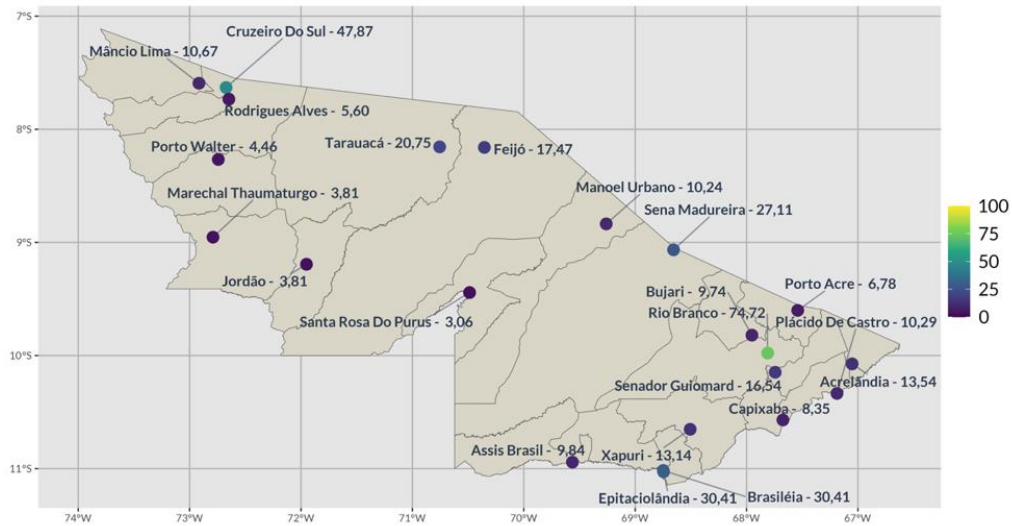 7°S
Cruzeiro Do Sul - 47,87
Mâncio Lima - 10,67
Rodrigues Alves - 5,60
8°S
Tarauacá - 20,75
Feijó - 17,47
Porto Walter - 4,46
Manoel Urbano - 10,24
Marechal Thaumaturgo - 3,81
Sena Madureira - 27,11
100
75
50
25
0
9°S
Jordão - 3,81
Porto Acre - 6,78
Bujari - 9,74
Rio Branco - 74,72
Santa Rosa Do Purus - 3,06
Plácido De Castro - 10,29
10°S
Senador Guiomard - 16,54
Acrelândia - 13,54
Capixaba - 8,35
Assis Brasil - 9,84
Xapuri - 13,14
11°S
Epitaciolândia - 30,41
Brasiléia - 30,41
74°W 73°W 72°W 71°W 70°W 69°W 68°W 67°W